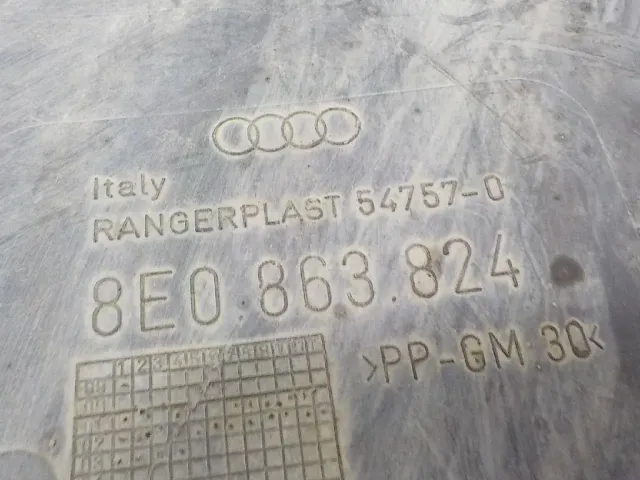 Italy
RANGERPLAST 54757-0
8E0 863.824
>PP-GM 30<